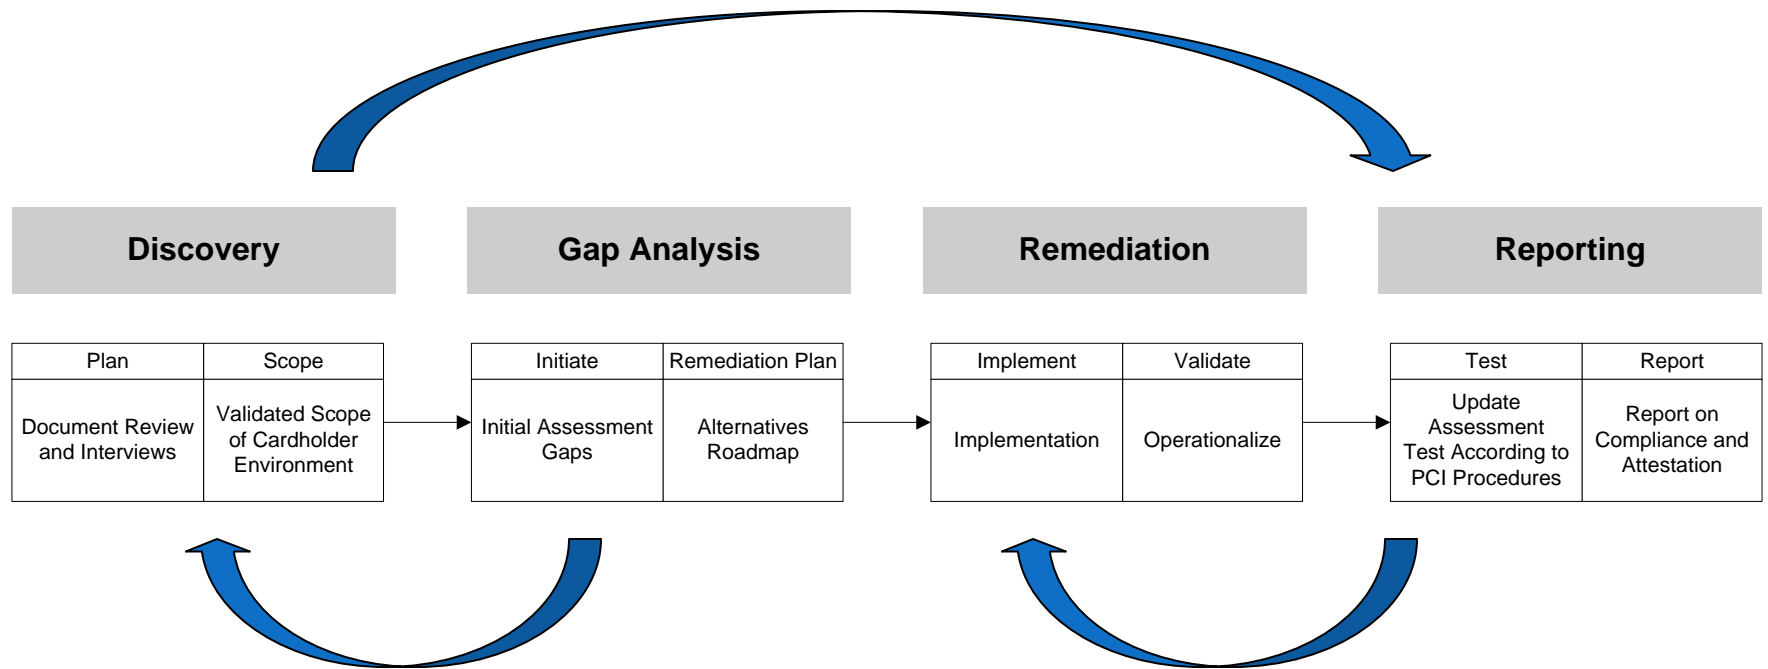 Discovery
Gap Analysis
Remediation
Reporting
Plan
Scope
Document Review
and Interviews
Validated Scope
of Cardholder
Environment
Initiate
Remediation Plan
Initial Assessment
Gaps
Alternatives
Roadmap
Implement
Validate
Implementation
Operationalize
Test
Report
Update
Assessment
Test According to
PCI Procedures
Report on
Compliance and
Attestation